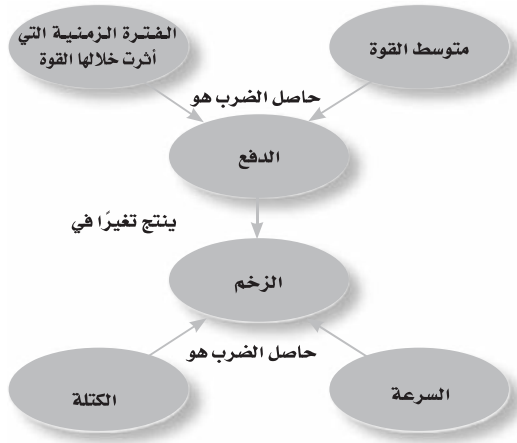 الفترة الزمنية التي
أثرت خلالها القوة
متوسط القوة
حاصل الضرب هو
الدفع
ينتج تغيرًا في
الزخم
حاصل الضرب هو
السرعة
الكتلة